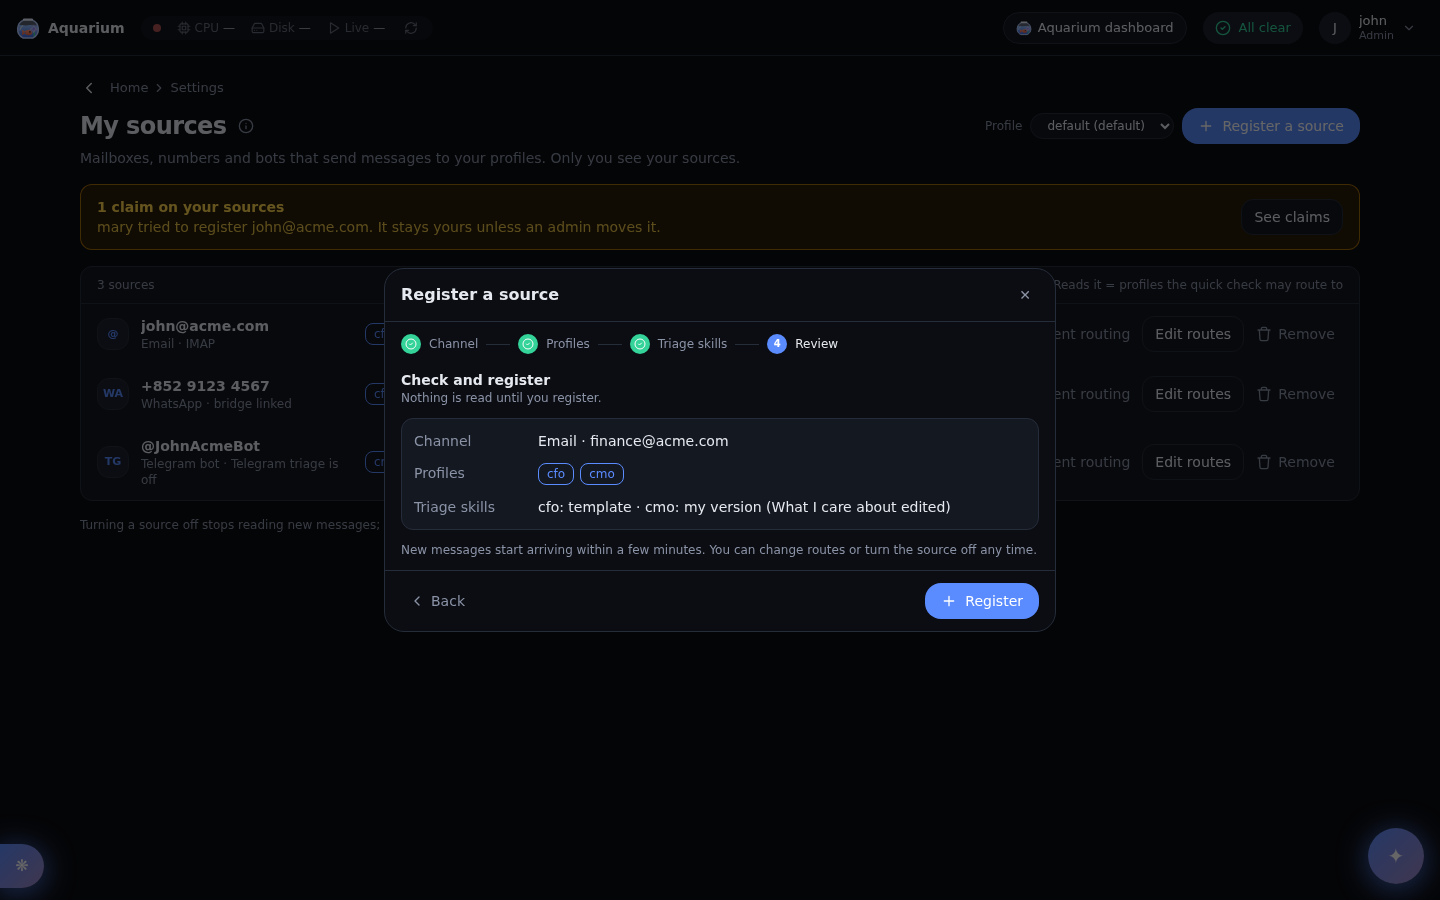 Aquarium
CPU —
Disk —
Live —
Aquarium dashboard
All clear
J
john
Admin
Home
Settings
My sources
Profile
default (default)
Register a source
Mailboxes, numbers and bots that send messages to your profiles. Only you see your sources.
1 claim on your sources
mary tried to register john@acme.com. It stays yours unless an admin moves it.
See claims
3 sources
Reads it = profiles the quick check may route to
@
john@acme.com
Email · IMAP
Edit routes
Remove
WA
+852 9123 4567
WhatsApp · bridge linked
Edit routes
Remove
TG
@JohnAcmeBot
Telegram bot · Telegram triage is
off
Edit routes
Remove
Turning a source off stops reading new messages;
Register a source
Channel
Profiles
Triage skills
4
Review
Check and register
Nothing is read until you register.
Channel
Email · finance@acme.com
Profiles
cfo
cmo
Triage skills
cfo: template · cmo: my version (What I care about edited)
New messages start arriving within a few minutes. You can change routes or turn the source off any time.
Back
Register